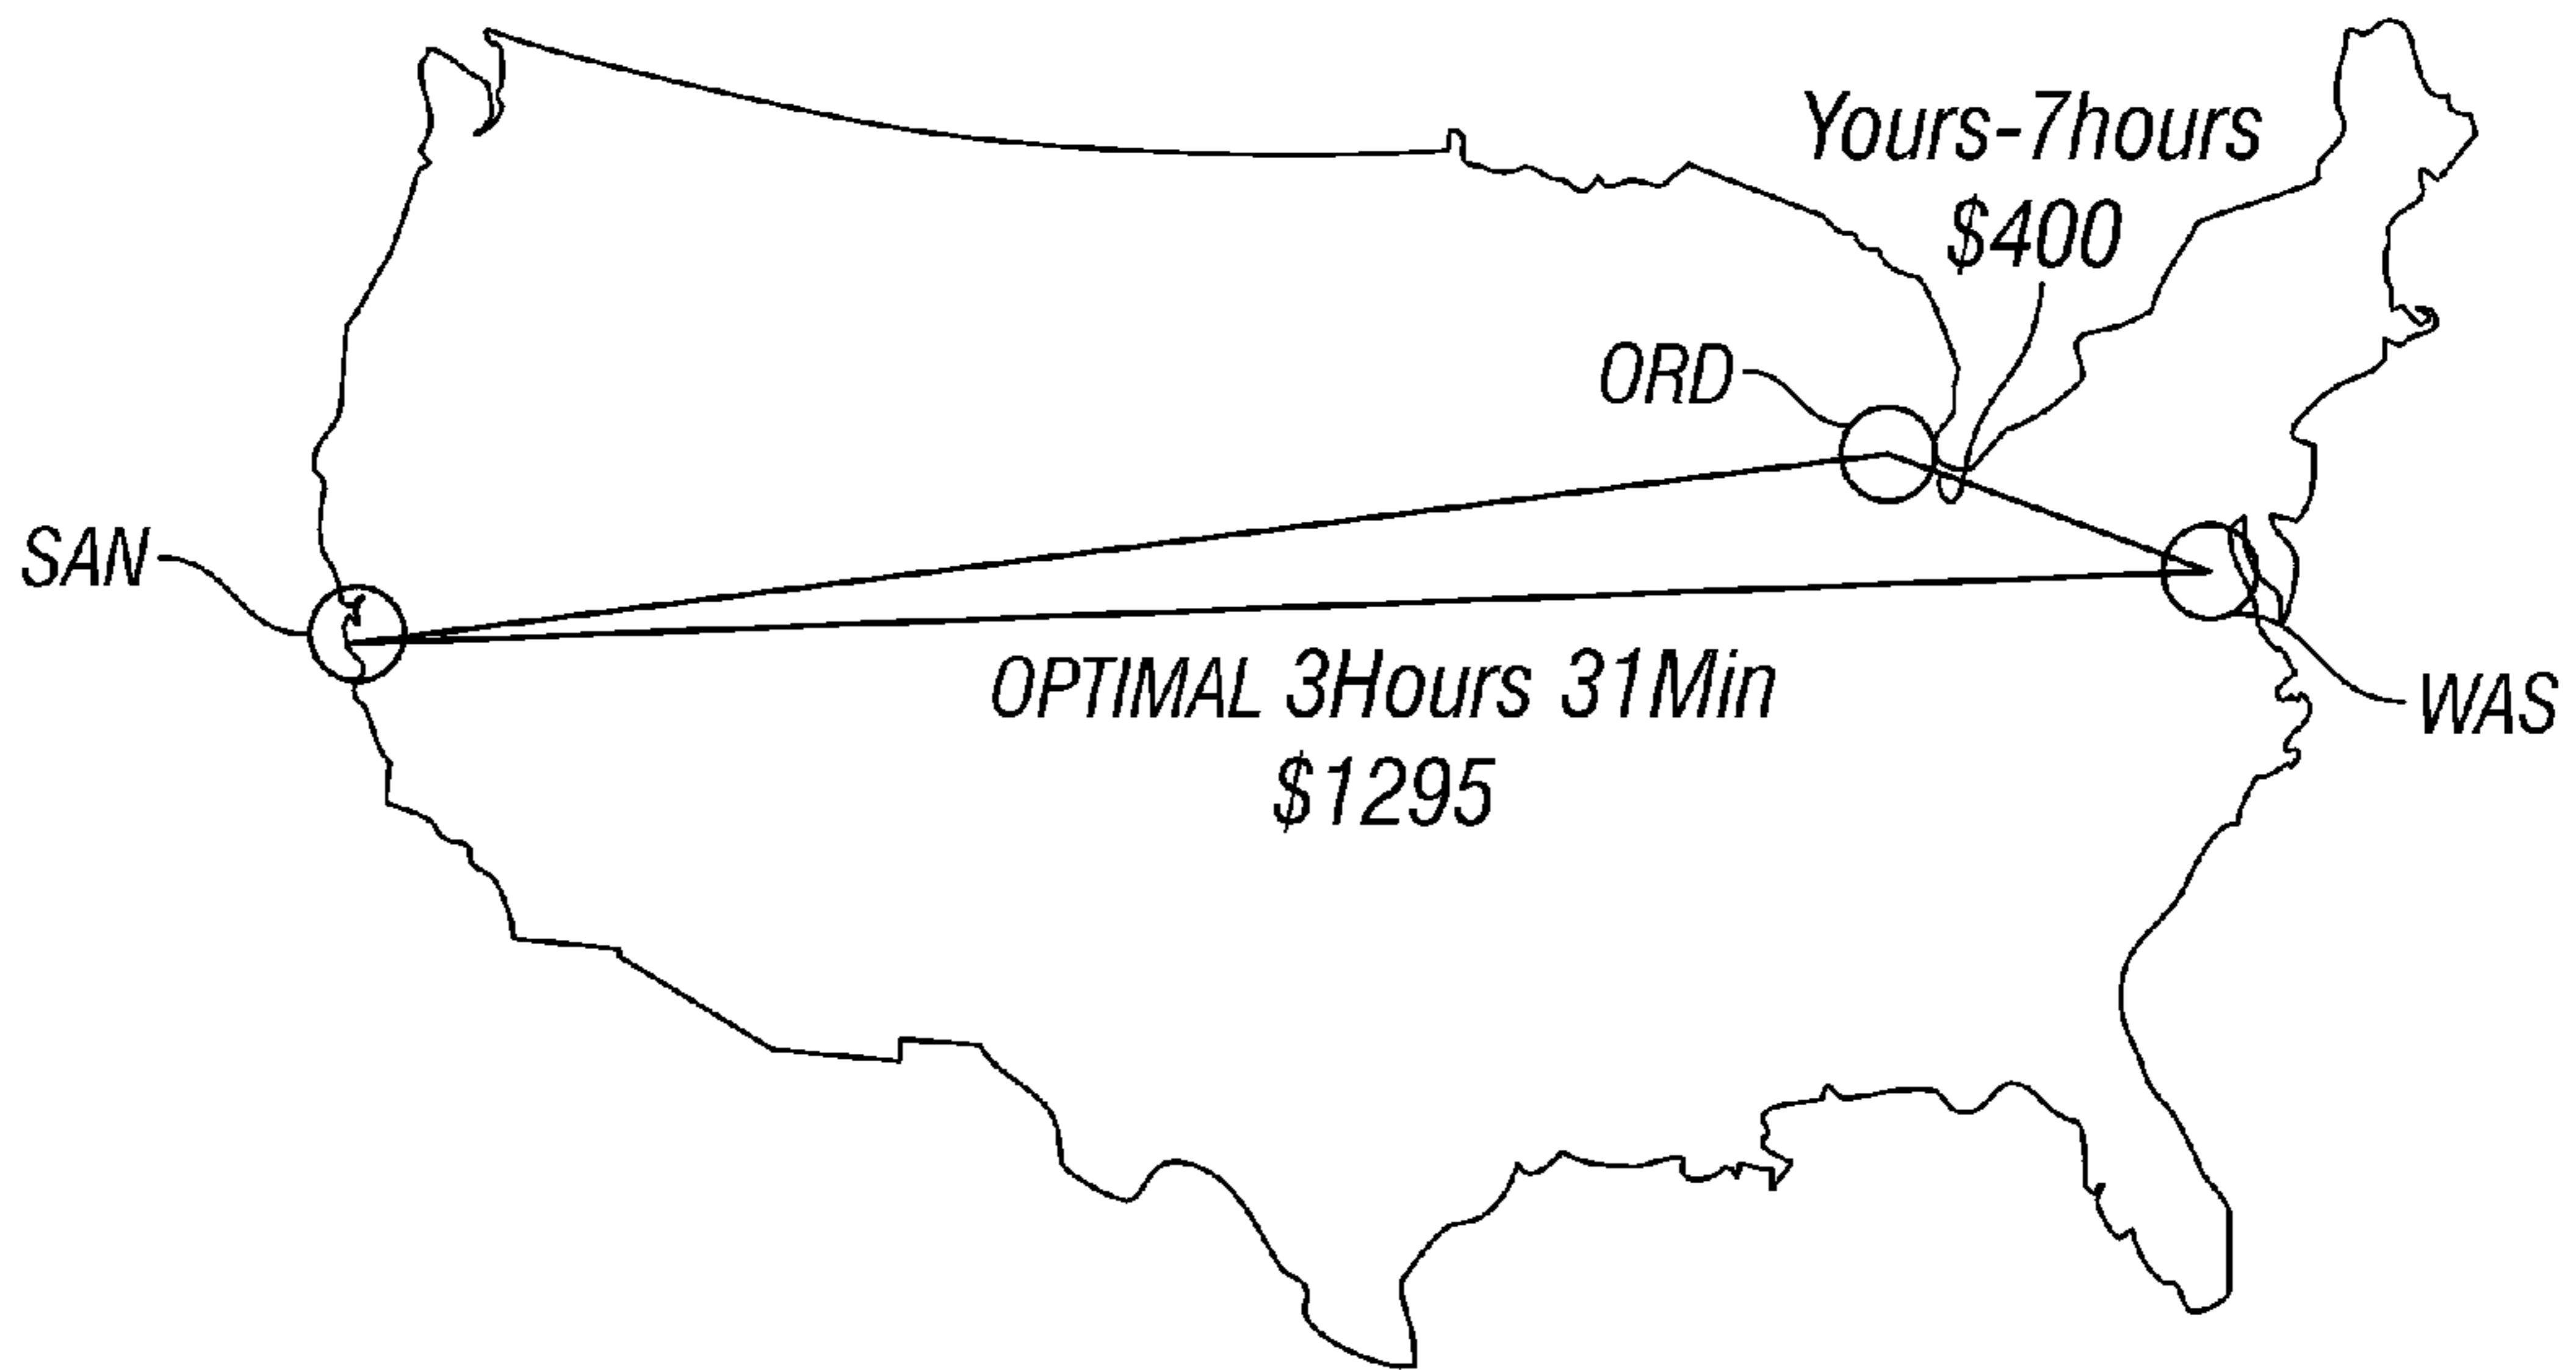 Yours-7hours
$400
ORD
SAN
OPTIMAL 3Hours 31Min
$1295
WAS